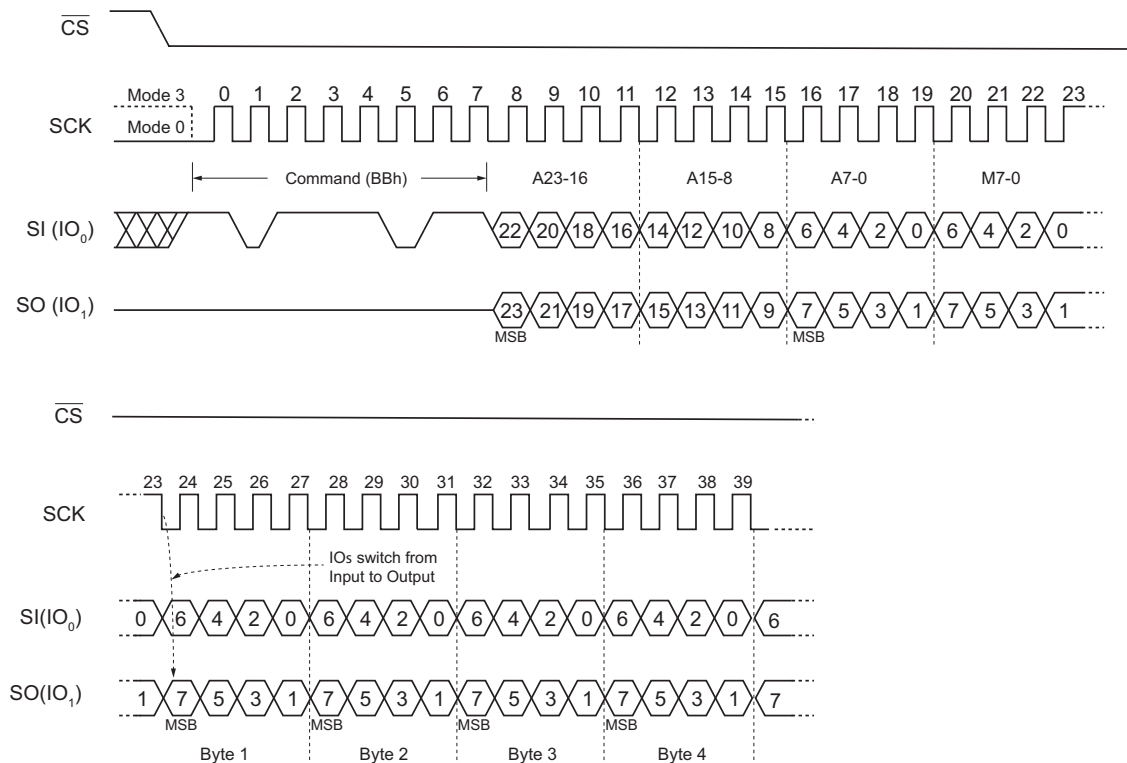 CS
Mode 3
0 1 2 3 4 5 6 7 8 9 10 11 12 13 14 15 16 17 18 19 20 21 22 23
SCK
Mode 0
Command (BBh)
A23-16
A15-8
A7-0
M7-0
SI (IO0)
22 20 18 16 14 12 10 8 6 4 2 0 6 4 2 0
SO (IO1)
23 21 19 17 15 13 11 9 7 5 3 1 7 5 3 1
MSB
MSB
CS
23 24 25 26 27 28 29 30 31 32 33 34 35 36 37 38 39
SCK
IOs switch from
Input to Output
SI(IO0)
0 6 4 2 0 6 4 2 0 6 4 2 0 6 4 2 0 6
SO(IO1)
1 7 5 3 1 7 5 3 1 7 5 3 1 7 5 3 1 7
MSB
MSB
MSB
MSB
Byte 1
Byte 2
Byte 3
Byte 4